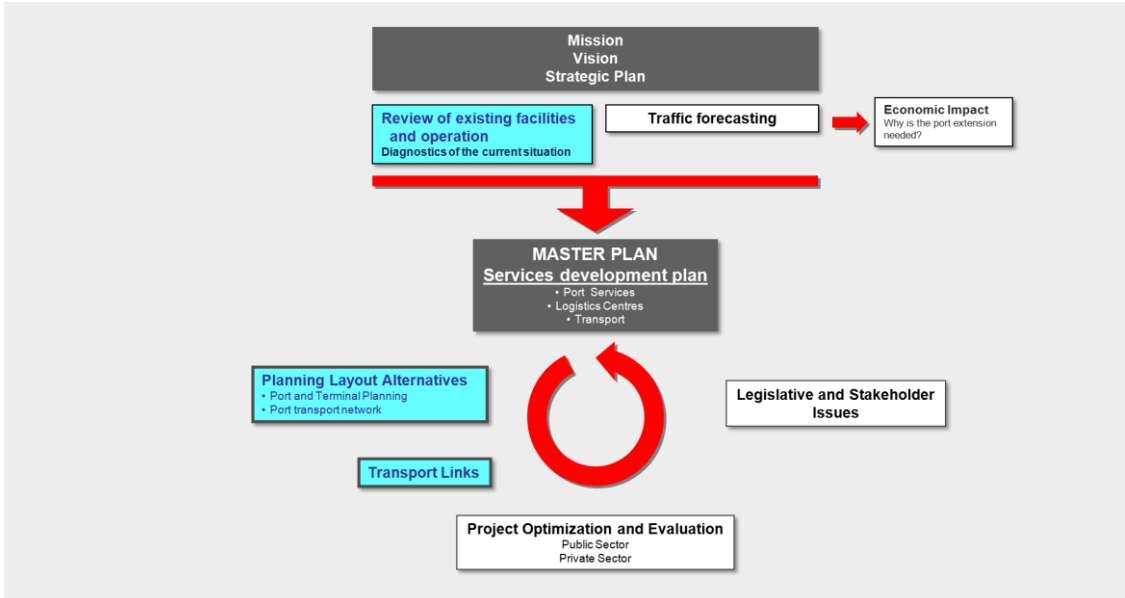 Mission
Vision
Strategic Plan
Review of existing facilities
and operation
Diagnostics of the current situation
Traffic forecasting
Economic Impact
Why is the port extension
needed?
MASTER PLAN
Services development plan
• Port Services
• Logistics Centres
• Transport
Planning Layout Alternatives
• Port and Terminal Planning
• Port transport network
Legislative and Stakeholder
Issues
Transport Links
Project Optimization and Evaluation
Public Sector
Private Sector